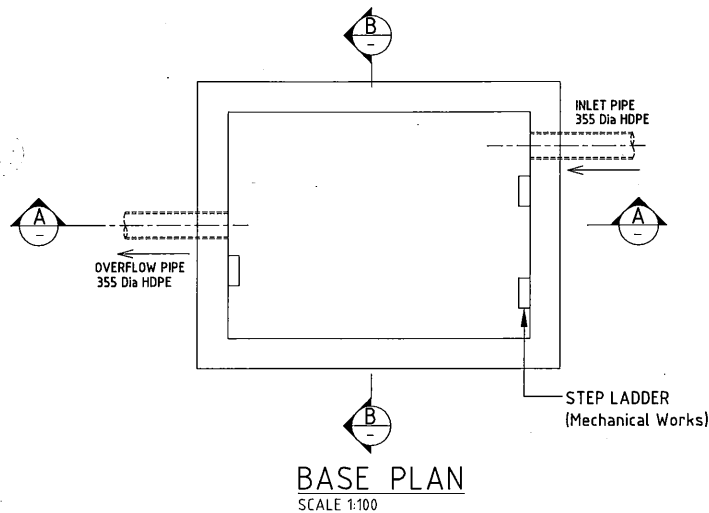 B
–
INLET PIPE
355 Dia HDPE
A
–
A
–
OVERFLOW PIPE
355 Dia HDPE
STEP LADDER
(Mechanical Works)
B
–
BASE PLAN
SCALE 1:100